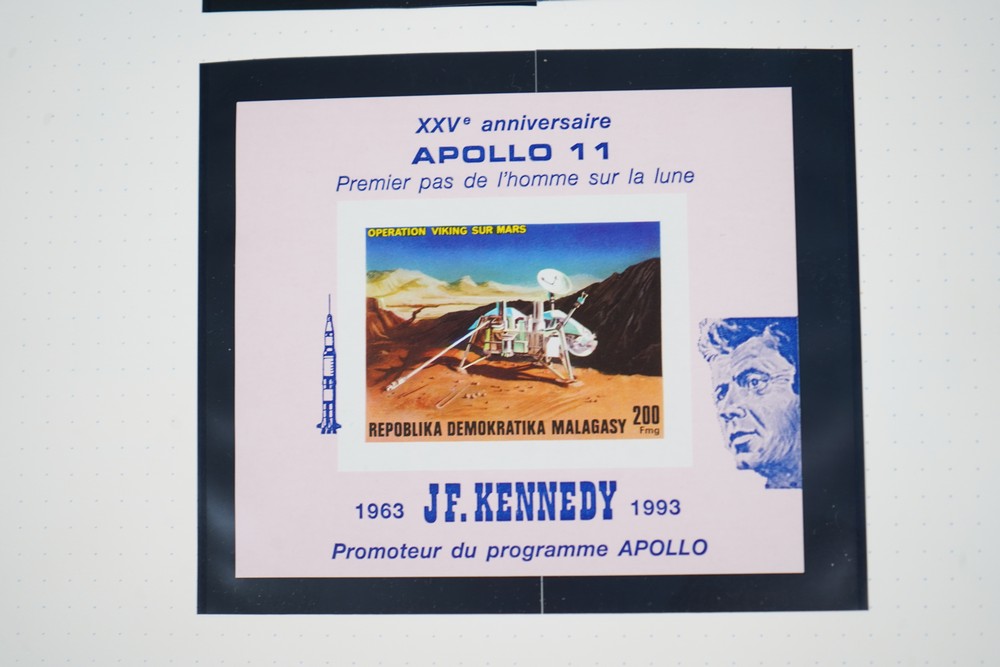 XXVᵉ anniversaire
APOLLO 11
Premier pas de l'homme sur la lune
OPERATION VIKING SUR MARS
REPOBLIKA DEMOKRATIKA MALAGASY 200 Fmg
1963 JF. KENNEDY 1993
Promoteur du programme APOLLO